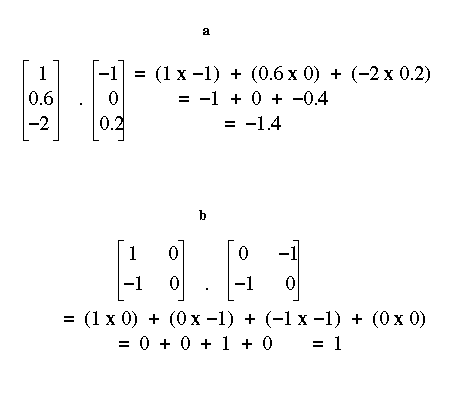 a
[1 0.6 −2] . [−1 0 0.2] = (1 x −1) + (0.6 x 0) + (−2 x 0.2)
= −1 + 0 + −0.4
= −1.4
b
[1 0 −1 0] . [0 −1 −1 0]
= (1 x 0) + (0 x −1) + (−1 x −1) + (0 x 0)
= 0 + 0 + 1 + 0 = 1